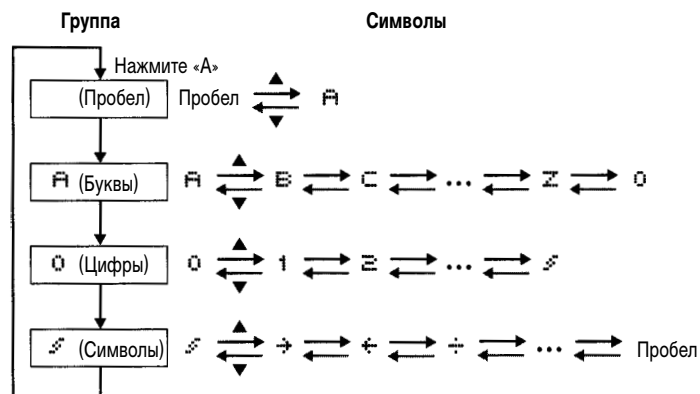 Группа Символы
Нажмите «А»
(Пробел) Пробел ▲ ▼ A
A (Буквы) A ▲ ▼ B C ... Z 0
0 (Цифры) 0 ▲ ▼ 1 2 ...
(Символы) ▲ ▼ → ← ÷ ... Пробел